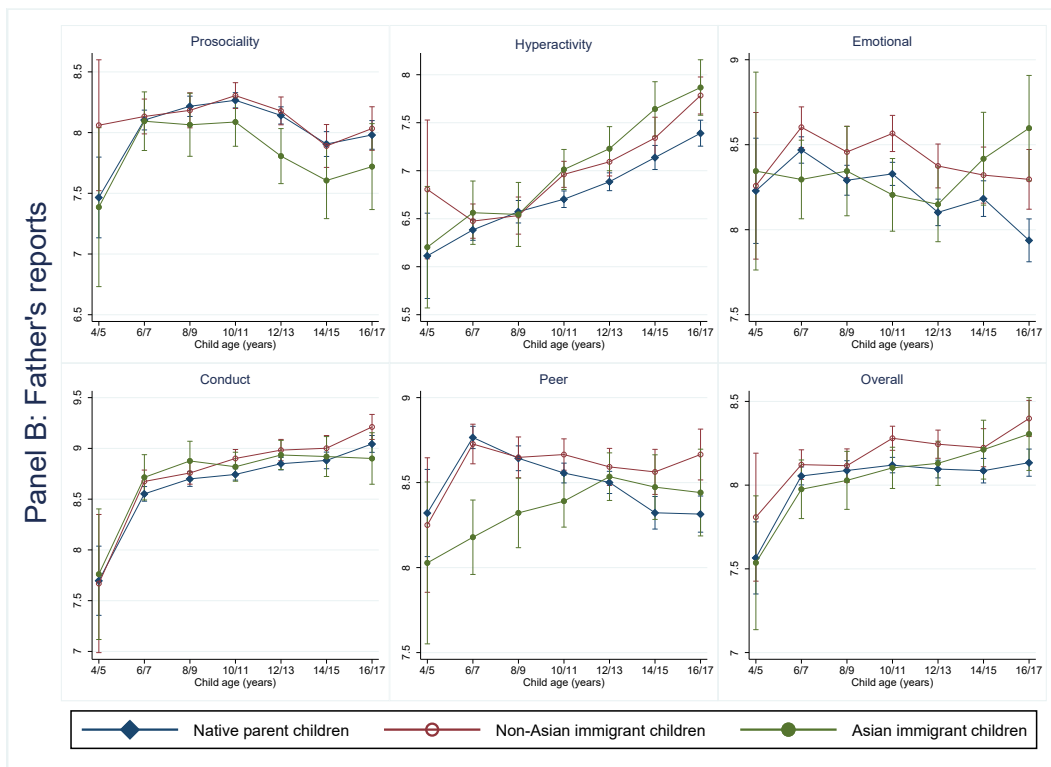 Panel B: Father's reports
Prosociality
8.5
8
7.5
7
6.5
4/5 6/7 8/9 10/11 12/13 14/15 16/17
Child age (years)
Hyperactivity
8
7.5
7
6.5
6
5.5
4/5 6/7 8/9 10/11 12/13 14/15 16/17
Child age (years)
Emotional
9
8.5
8
7.5
4/5 6/7 8/9 10/11 12/13 14/15 16/17
Child age (years)
Conduct
9.5
9
8.5
8
7.5
7
4/5 6/7 8/9 10/11 12/13 14/15 16/17
Child age (years)
Peer
9
8.5
8
7.5
4/5 6/7 8/9 10/11 12/13 14/15 16/17
Child age (years)
Overall
8.5
8
7.5
7
4/5 6/7 8/9 10/11 12/13 14/15 16/17
Child age (years)
Native parent children Non-Asian immigrant children Asian immigrant children